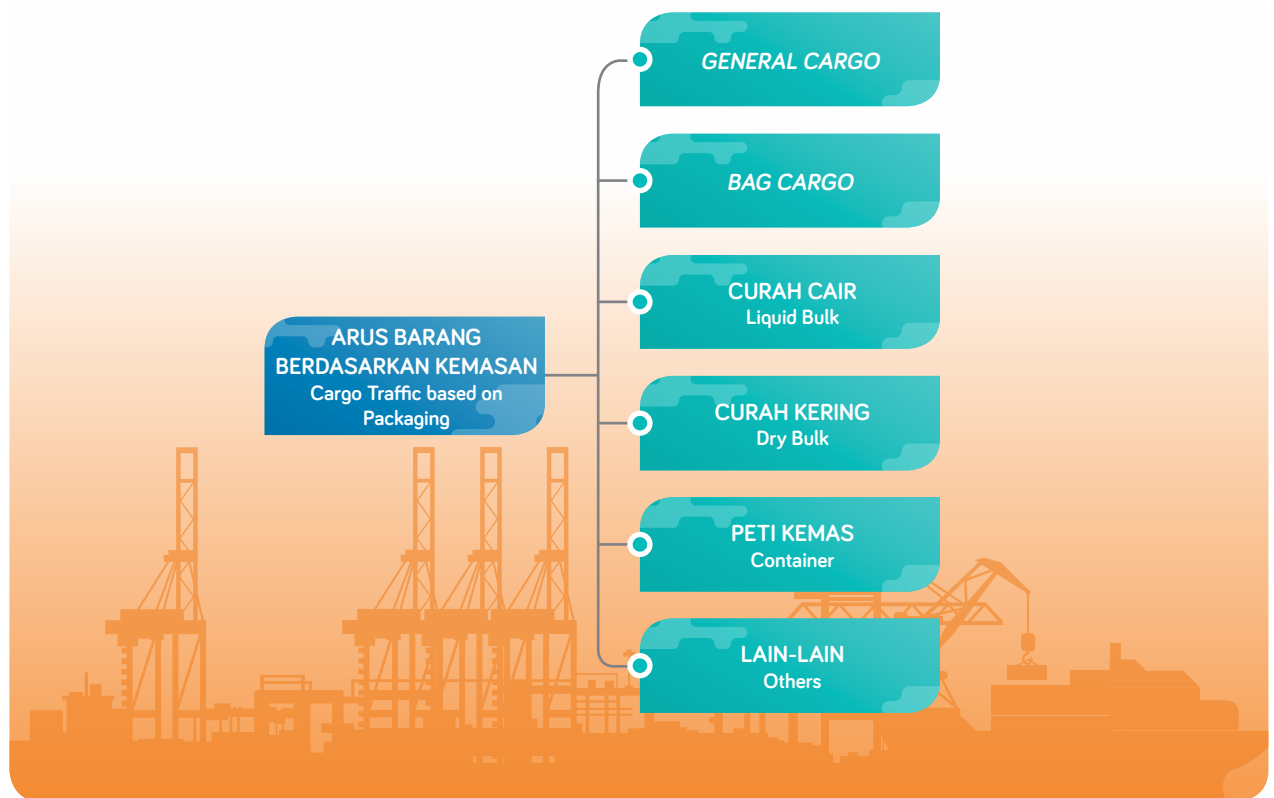 ARUS BARANG
BERDASARKAN KEMASAN
Cargo Traffic based on
Packaging
GENERAL CARGO
BAG CARGO
CURAH CAIR
Liquid Bulk
CURAH KERING
Dry Bulk
PETI KEMAS
Container
LAIN-LAIN
Others